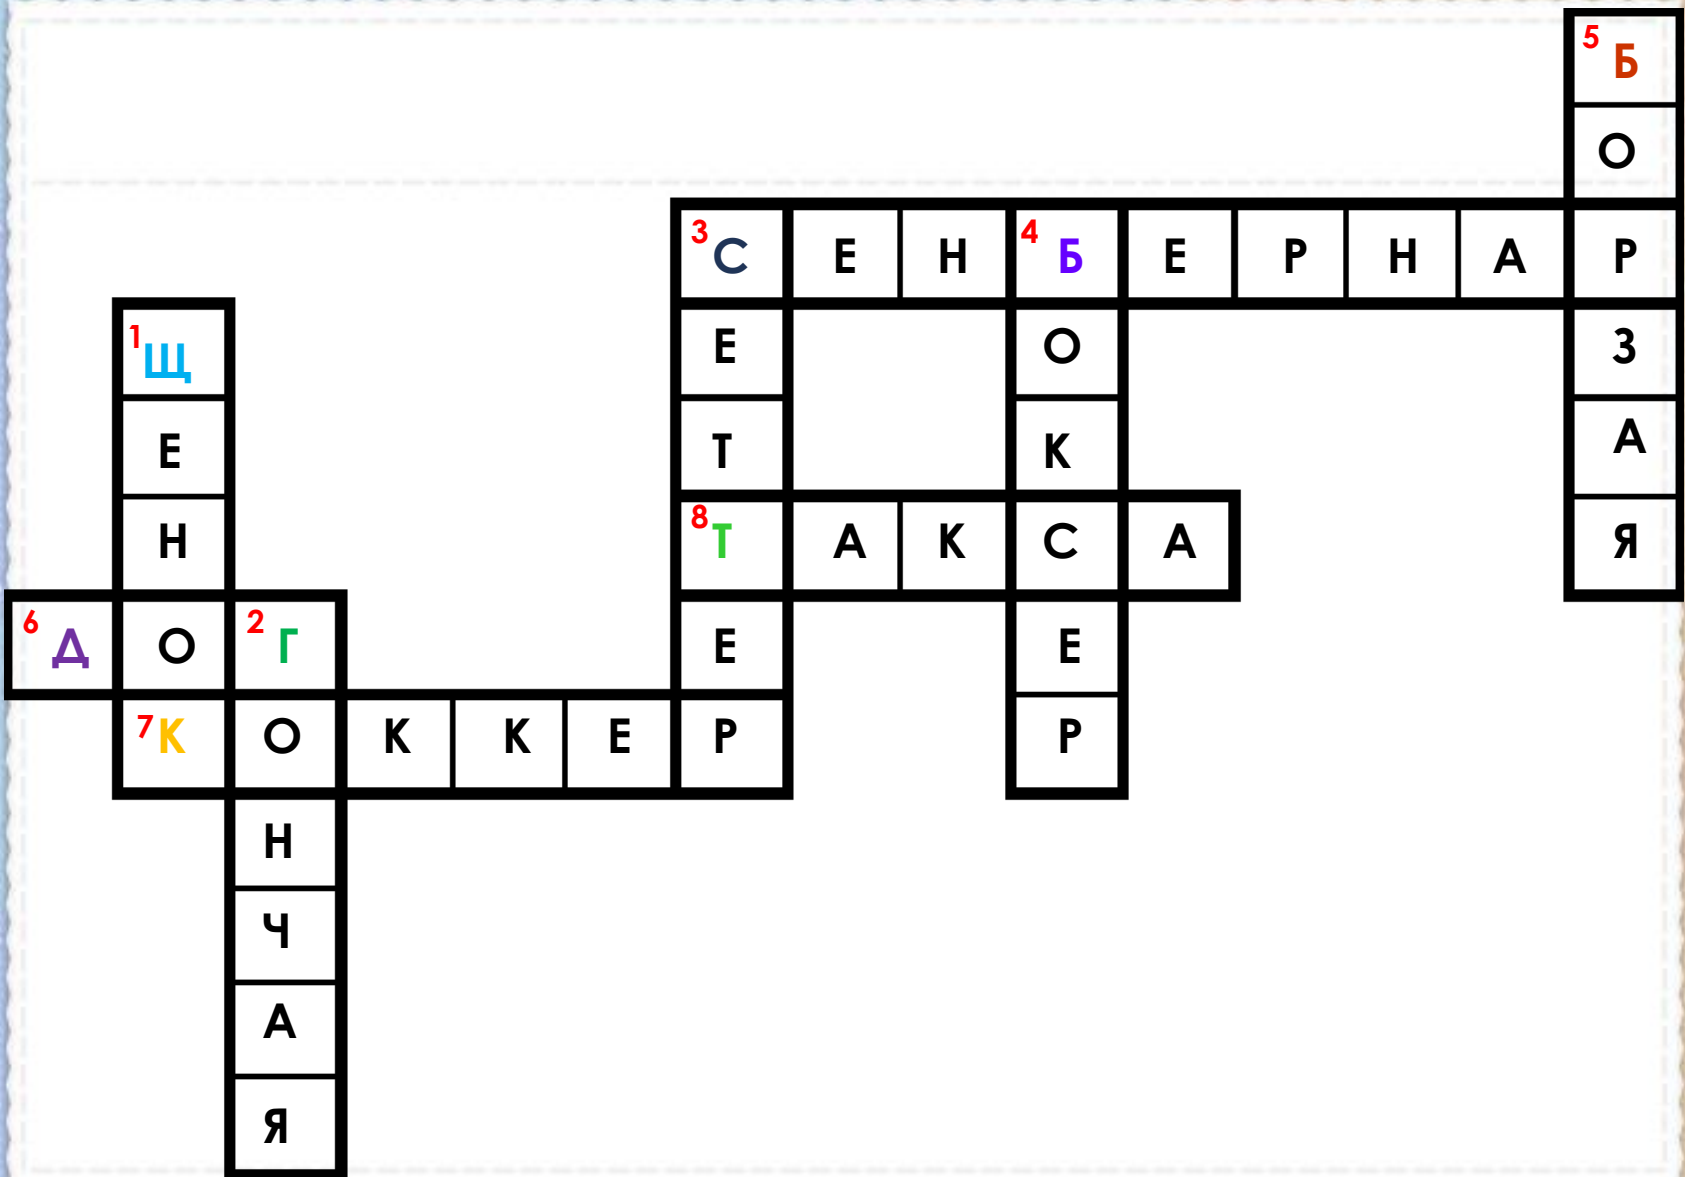 5 Б
О
3 С Е Н 4 Б Е Р Н А Р
1 Щ Е О З
Е Т К А
Н 8 Т А К С А Я
6 Д О 2 Г Е Е
7 К О К К Е Р Р
Н
Ч
А
Я